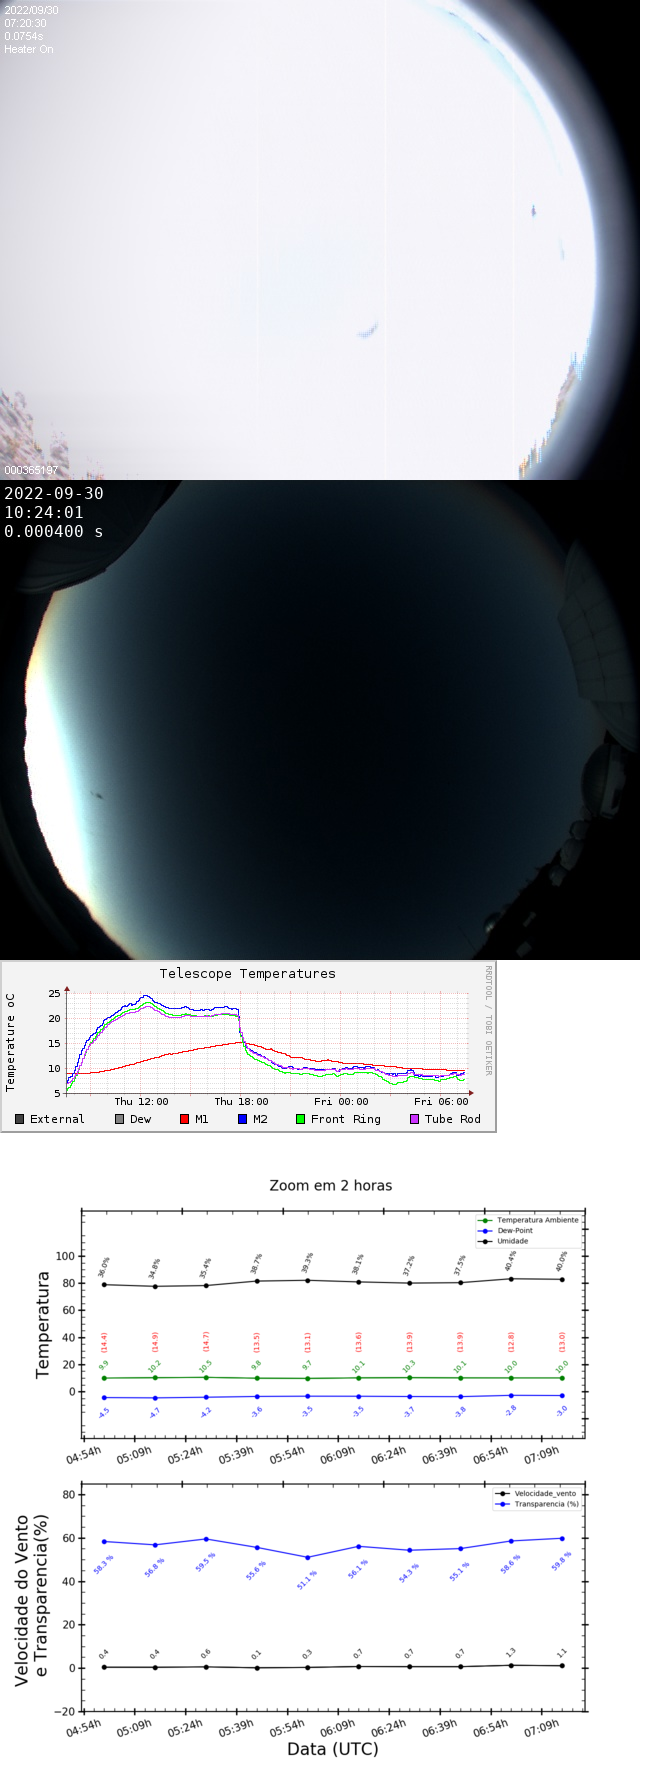 2022/09/30
07:20:30
0.0754s
Heater On
000365197
2022-09-30
10:24:01
0.000400 s
Telescope Temperatures
RRDTOOL / TOBI OETIKER
Temperature oC
25
20
15
10
5
Thu 12:00 Thu 18:00 Fri 00:00 Fri 06:00
External Dew M1 M2 Front Ring Tube Rod
Zoom em 2 horas
Temperatura Ambiente
Dew-Point
Umidade
Temperatura
100
80
60
40
20
0
36.0% 34.8% 35.4% 38.7% 39.3% 38.1% 37.2% 37.5% 40.4% 40.0%
(14.4) (14.9) (14.7) (13.5) (13.1) (13.6) (13.9) (13.9) (12.8) (13.0)
9.9 10.2 10.5 9.8 9.7 10.1 10.3 10.1 10.0 10.0
-4.5 -4.7 -4.2 -3.6 -3.5 -3.5 -3.7 -3.8 -2.8 -3.0
04:54h 05:09h 05:24h 05:39h 05:54h 06:09h 06:24h 06:39h 06:54h 07:09h
Velocidade_vento
Transparencia (%)
Velocidade do Vento
e Transparencia(%)
80
60
40
20
0
−20
58.3 % 56.8 % 59.5 % 55.6 % 51.1 % 56.1 % 54.3 % 55.1 % 58.6 % 59.8 %
0.4 0.4 0.6 0.1 0.3 0.7 0.7 0.7 1.3 1.1
04:54h 05:09h 05:24h 05:39h 05:54h 06:09h 06:24h 06:39h 06:54h 07:09h
Data (UTC)